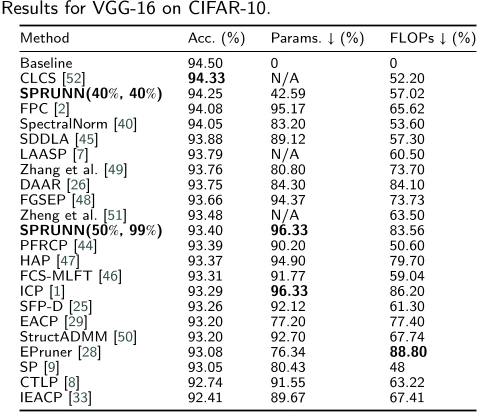 Results for VGG-16 on CIFAR-10.
Method Acc. (%) Params. ↓ (%) FLOPs ↓ (%)
Baseline 94.50 0 0
CLCS [52] 94.33 N/A 52.20
SPRUNN(40%, 40%) 94.25 42.59 57.02
FPC [2] 94.08 95.17 65.62
SpectralNorm [40] 94.05 83.20 53.60
SDDLA [45] 93.88 89.12 57.30
LAASP [7] 93.79 N/A 60.50
Zhang et al. [49] 93.76 80.80 73.70
DAAR [26] 93.75 84.30 84.10
FGSEP [48] 93.66 94.37 73.73
Zheng et al. [51] 93.48 N/A 63.50
SPRUNN(50%, 99%) 93.40 96.33 83.56
PFRCP [44] 93.39 90.20 50.60
HAP [47] 93.37 94.90 79.70
FCS-MLFT [46] 93.31 91.77 59.04
ICP [1] 93.29 96.33 86.20
SFP-D [25] 93.26 92.12 61.30
EACP [29] 93.20 77.20 77.40
StructADMM [50] 93.20 92.70 67.74
EPruner [28] 93.08 76.34 88.80
SP [9] 93.05 80.43 48
CTLP [8] 92.74 91.55 63.22
IEACP [33] 92.41 89.67 67.41